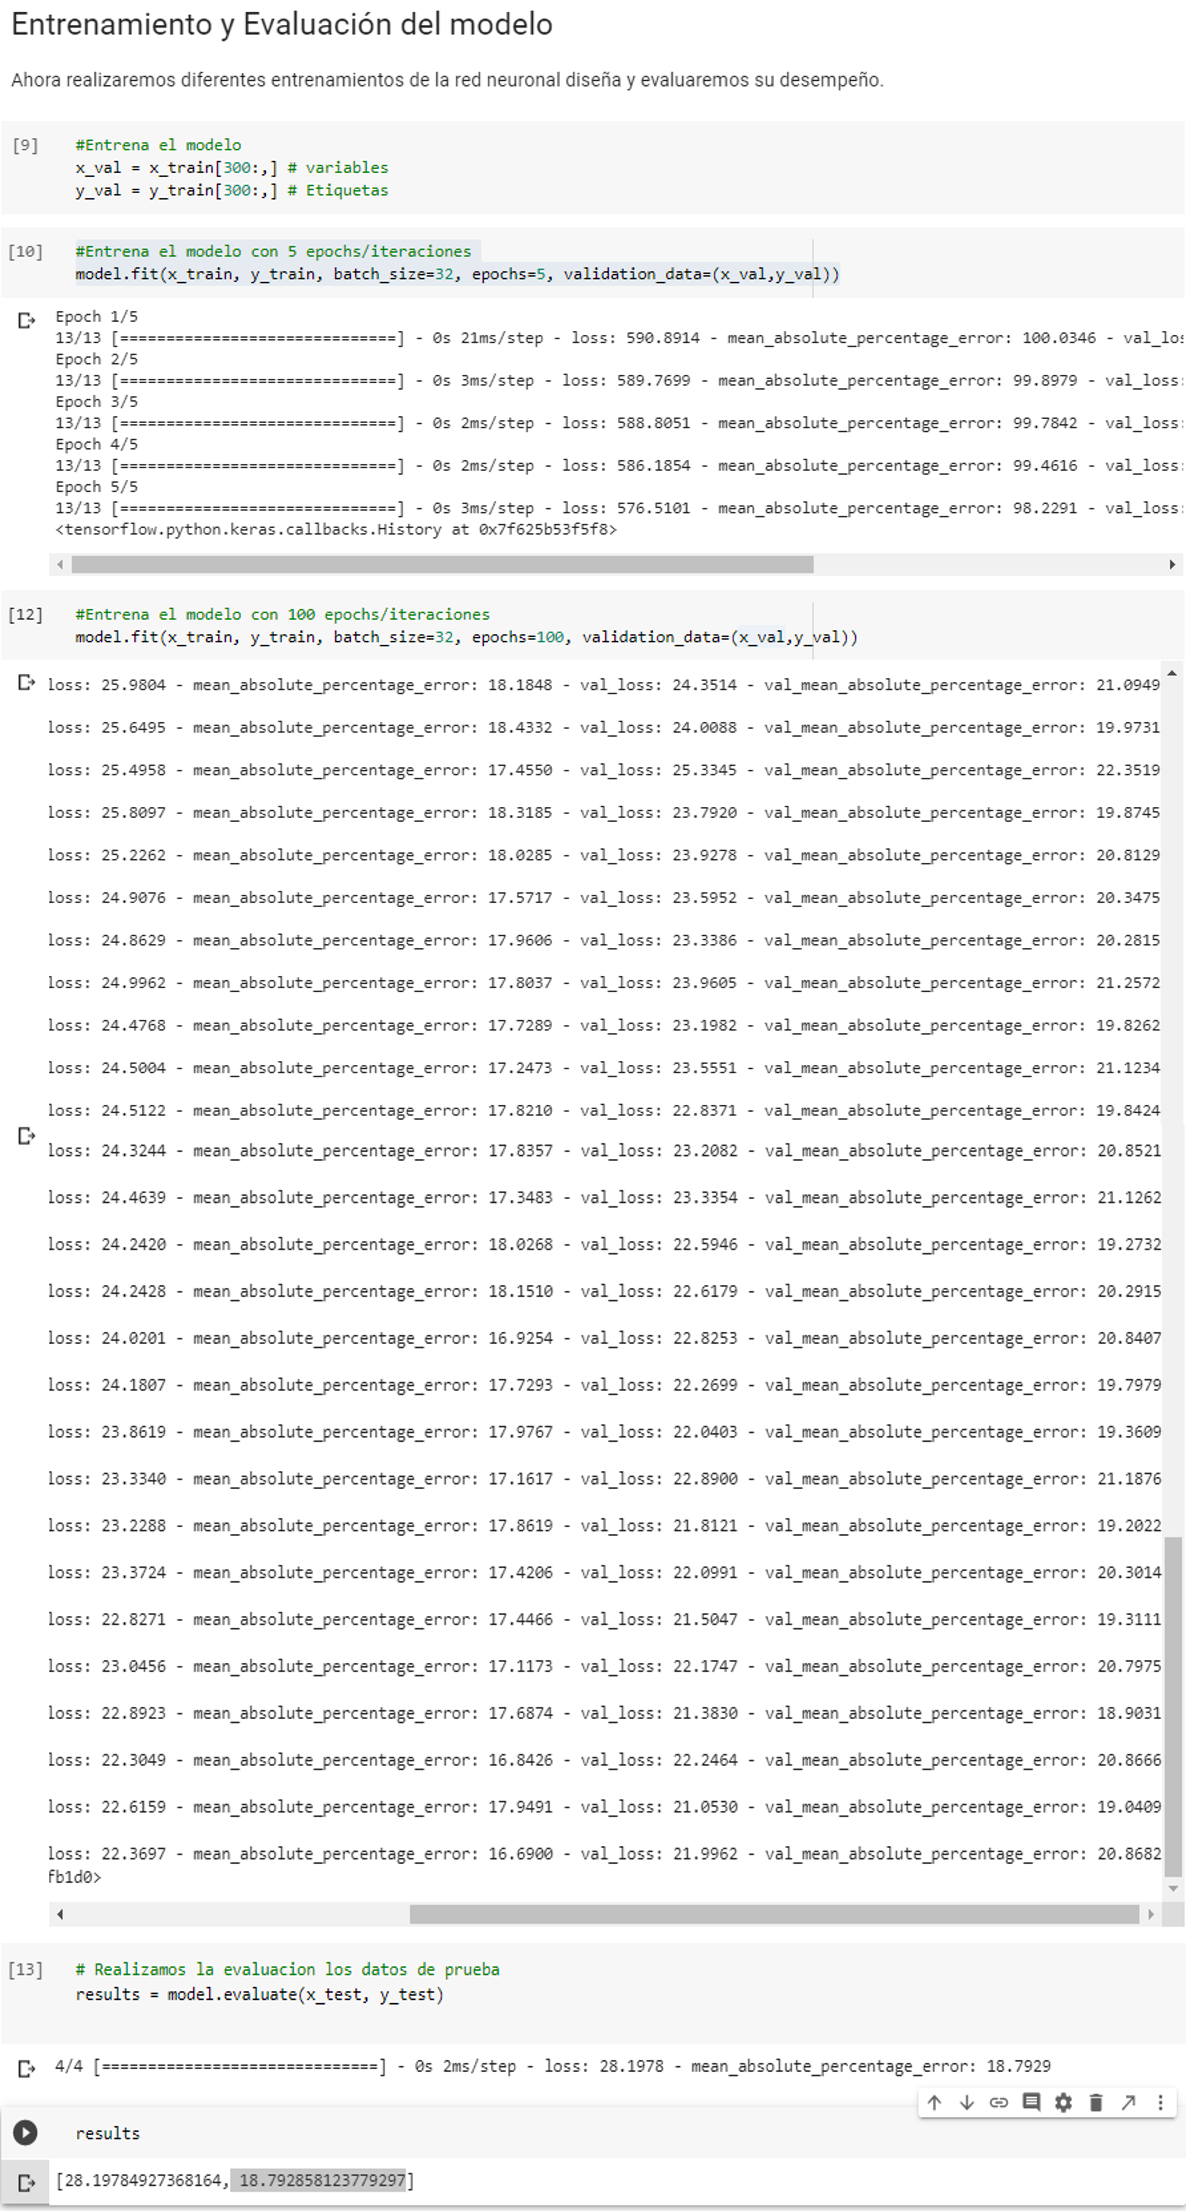 Entrenamiento y Evaluación del modelo
Ahora realizaremos diferentes entrenamientos de la red neuronal diseña y evaluaremos su desempeño.
[9] #Entrena el modelo
x_val = x_train[300:,] # variables
y_val = y_train[300:,] # Etiquetas
[10] #Entrena el modelo con 5 epochs/iteraciones
model.fit(x_train, y_train, batch_size=32, epochs=5, validation_data=(x_val,y_val))
Epoch 1/5
13/13 [==============================] - 0s 21ms/step - loss: 590.8914 - mean_absolute_percentage_error: 100.0346 - val_los
Epoch 2/5
13/13 [==============================] - 0s 3ms/step - loss: 589.7699 - mean_absolute_percentage_error: 99.8979 - val_loss:
Epoch 3/5
13/13 [==============================] - 0s 2ms/step - loss: 588.8051 - mean_absolute_percentage_error: 99.7842 - val_loss:
Epoch 4/5
13/13 [==============================] - 0s 2ms/step - loss: 586.1854 - mean_absolute_percentage_error: 99.4616 - val_loss:
Epoch 5/5
13/13 [==============================] - 0s 3ms/step - loss: 576.5101 - mean_absolute_percentage_error: 98.2291 - val_loss:
<tensorflow.python.keras.callbacks.History at 0x7f625b53f5f8>
[12] #Entrena el modelo con 100 epochs/iteraciones
model.fit(x_train, y_train, batch_size=32, epochs=100, validation_data=(x_val,y_val))
loss: 25.9804 - mean_absolute_percentage_error: 18.1848 - val_loss: 24.3514 - val_mean_absolute_percentage_error: 21.0949
loss: 25.6495 - mean_absolute_percentage_error: 18.4332 - val_loss: 24.0088 - val_mean_absolute_percentage_error: 19.9731
loss: 25.4958 - mean_absolute_percentage_error: 17.4550 - val_loss: 25.3345 - val_mean_absolute_percentage_error: 22.3519
loss: 25.8097 - mean_absolute_percentage_error: 18.3185 - val_loss: 23.7920 - val_mean_absolute_percentage_error: 19.8745
loss: 25.2262 - mean_absolute_percentage_error: 18.0285 - val_loss: 23.9278 - val_mean_absolute_percentage_error: 20.8129
loss: 24.9076 - mean_absolute_percentage_error: 17.5717 - val_loss: 23.5952 - val_mean_absolute_percentage_error: 20.3475
loss: 24.8629 - mean_absolute_percentage_error: 17.9606 - val_loss: 23.3386 - val_mean_absolute_percentage_error: 20.2815
loss: 24.9962 - mean_absolute_percentage_error: 17.8037 - val_loss: 23.9605 - val_mean_absolute_percentage_error: 21.2572
loss: 24.4768 - mean_absolute_percentage_error: 17.7289 - val_loss: 23.1982 - val_mean_absolute_percentage_error: 19.8262
loss: 24.5004 - mean_absolute_percentage_error: 17.2473 - val_loss: 23.5551 - val_mean_absolute_percentage_error: 21.1234
loss: 24.5122 - mean_absolute_percentage_error: 17.8210 - val_loss: 22.8371 - val_mean_absolute_percentage_error: 19.8424
loss: 24.3244 - mean_absolute_percentage_error: 17.8357 - val_loss: 23.2082 - val_mean_absolute_percentage_error: 20.8521
loss: 24.4639 - mean_absolute_percentage_error: 17.3483 - val_loss: 23.3354 - val_mean_absolute_percentage_error: 21.1262
loss: 24.2420 - mean_absolute_percentage_error: 18.0268 - val_loss: 22.5946 - val_mean_absolute_percentage_error: 19.2732
loss: 24.2428 - mean_absolute_percentage_error: 18.1510 - val_loss: 22.6179 - val_mean_absolute_percentage_error: 20.2915
loss: 24.0201 - mean_absolute_percentage_error: 16.9254 - val_loss: 22.8253 - val_mean_absolute_percentage_error: 20.8407
loss: 24.1807 - mean_absolute_percentage_error: 17.7293 - val_loss: 22.2699 - val_mean_absolute_percentage_error: 19.7979
loss: 23.8619 - mean_absolute_percentage_error: 17.9767 - val_loss: 22.0403 - val_mean_absolute_percentage_error: 19.3609
loss: 23.3340 - mean_absolute_percentage_error: 17.1617 - val_loss: 22.8900 - val_mean_absolute_percentage_error: 21.1876
loss: 23.2288 - mean_absolute_percentage_error: 17.8619 - val_loss: 21.8121 - val_mean_absolute_percentage_error: 19.2022
loss: 23.3724 - mean_absolute_percentage_error: 17.4206 - val_loss: 22.0991 - val_mean_absolute_percentage_error: 20.3014
loss: 22.8271 - mean_absolute_percentage_error: 17.4466 - val_loss: 21.5047 - val_mean_absolute_percentage_error: 19.3111
loss: 23.0456 - mean_absolute_percentage_error: 17.1173 - val_loss: 22.1747 - val_mean_absolute_percentage_error: 20.7975
loss: 22.8923 - mean_absolute_percentage_error: 17.6874 - val_loss: 21.3830 - val_mean_absolute_percentage_error: 18.9031
loss: 22.3049 - mean_absolute_percentage_error: 16.8426 - val_loss: 22.2464 - val_mean_absolute_percentage_error: 20.8666
loss: 22.6159 - mean_absolute_percentage_error: 17.9491 - val_loss: 21.0530 - val_mean_absolute_percentage_error: 19.0409
loss: 22.3697 - mean_absolute_percentage_error: 16.6900 - val_loss: 21.9962 - val_mean_absolute_percentage_error: 20.8682
fb1d0>
[13] # Realizamos la evaluacion los datos de prueba
results = model.evaluate(x_test, y_test)
4/4 [==============================] - 0s 2ms/step - loss: 28.1978 - mean_absolute_percentage_error: 18.7929
results
[28.19784927368164, 18.792858123779297]